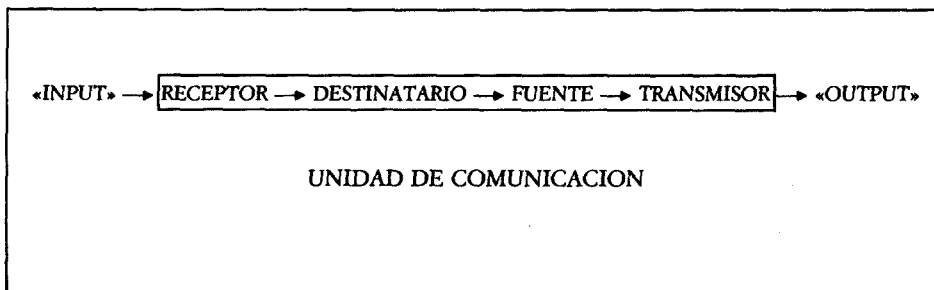 «INPUT» → RECEPTOR → DESTINATARIO → FUENTE → TRANSMISOR → «OUTPUT»
UNIDAD DE COMUNICACION